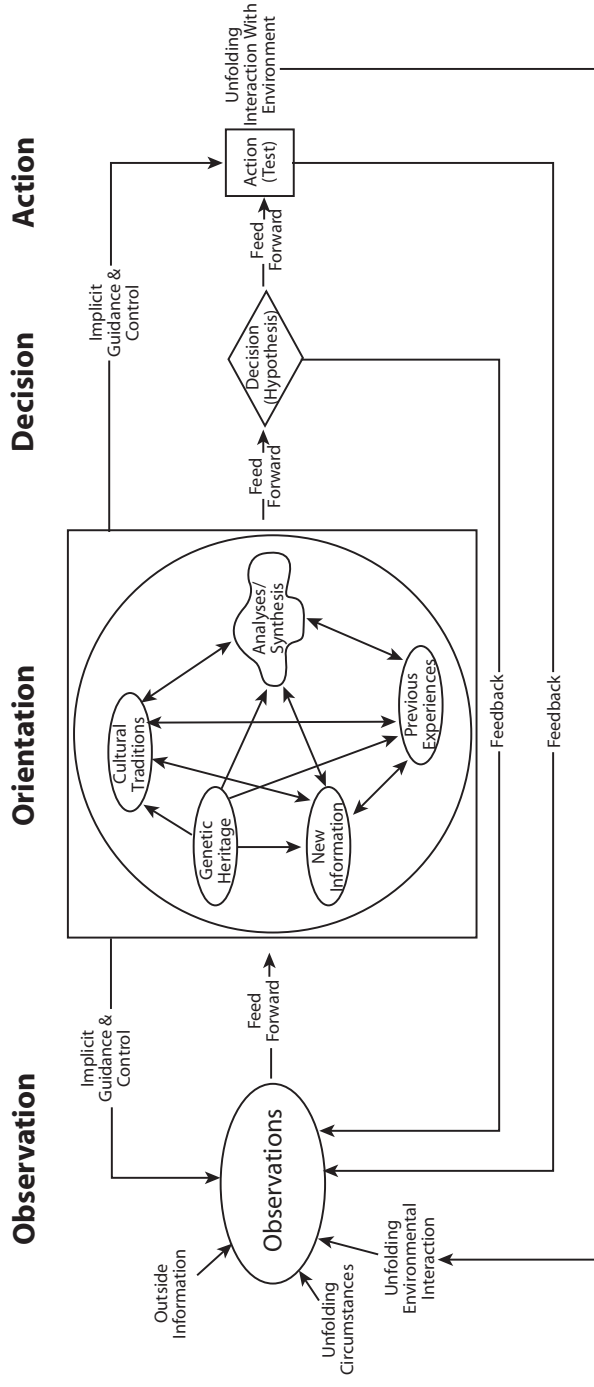 Observation
Orientation
Decision
Action
Outside
Information
Unfolding
Circumstances
Unfolding
Environmental
Interaction
Observations
Implicit
Guidance &
Control
Feed
Forward
Cultural
Traditions
Genetic
Heritage
New
Information
Previous
Experiences
Analyses/
Synthesis
Feed
Forward
Implicit
Guidance &
Control
Decision
(Hypothesis)
Feed
Forward
Action
(Test)
Unfolding
Interaction With
Environment
Feedback
Feedback